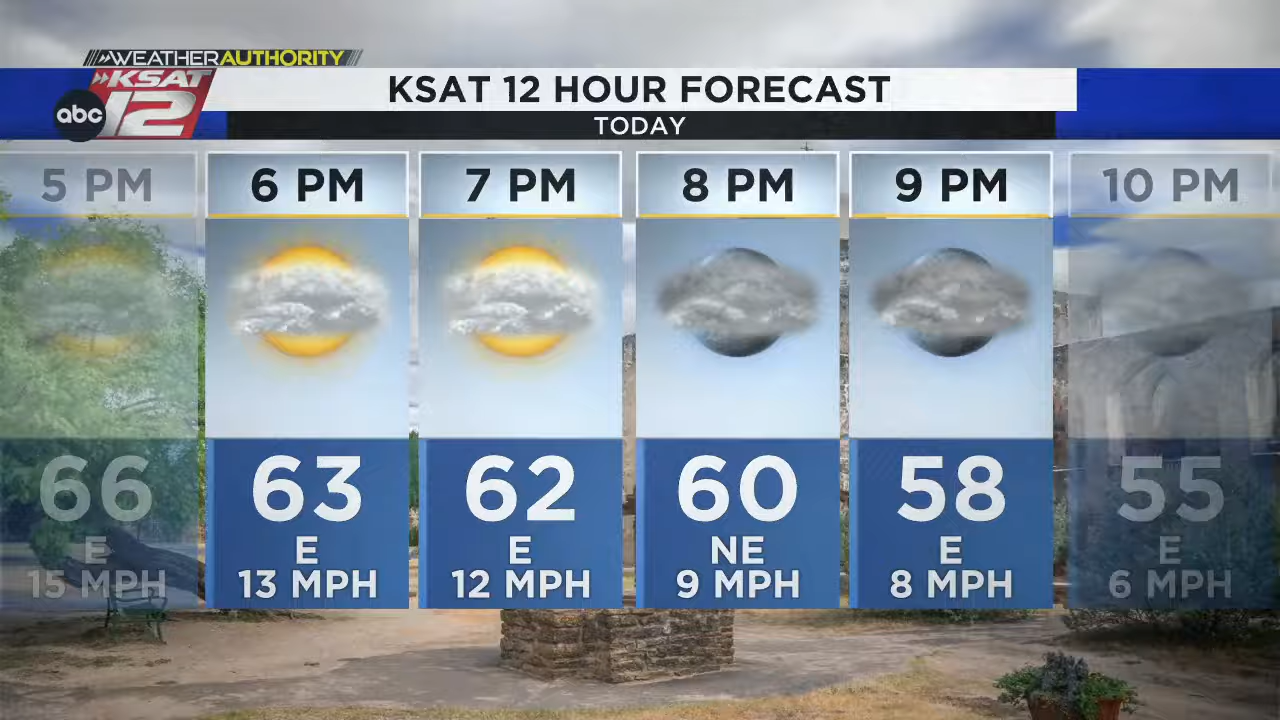 WEATHERAUTHORITY
KSAT
abc 12
KSAT 12 HOUR FORECAST
TODAY
5 PM 6 PM 7 PM 8 PM 9 PM 10 PM
66 63 62 60 58 55
E E E NE E E
15 MPH 13 MPH 12 MPH 9 MPH 8 MPH 6 MPH